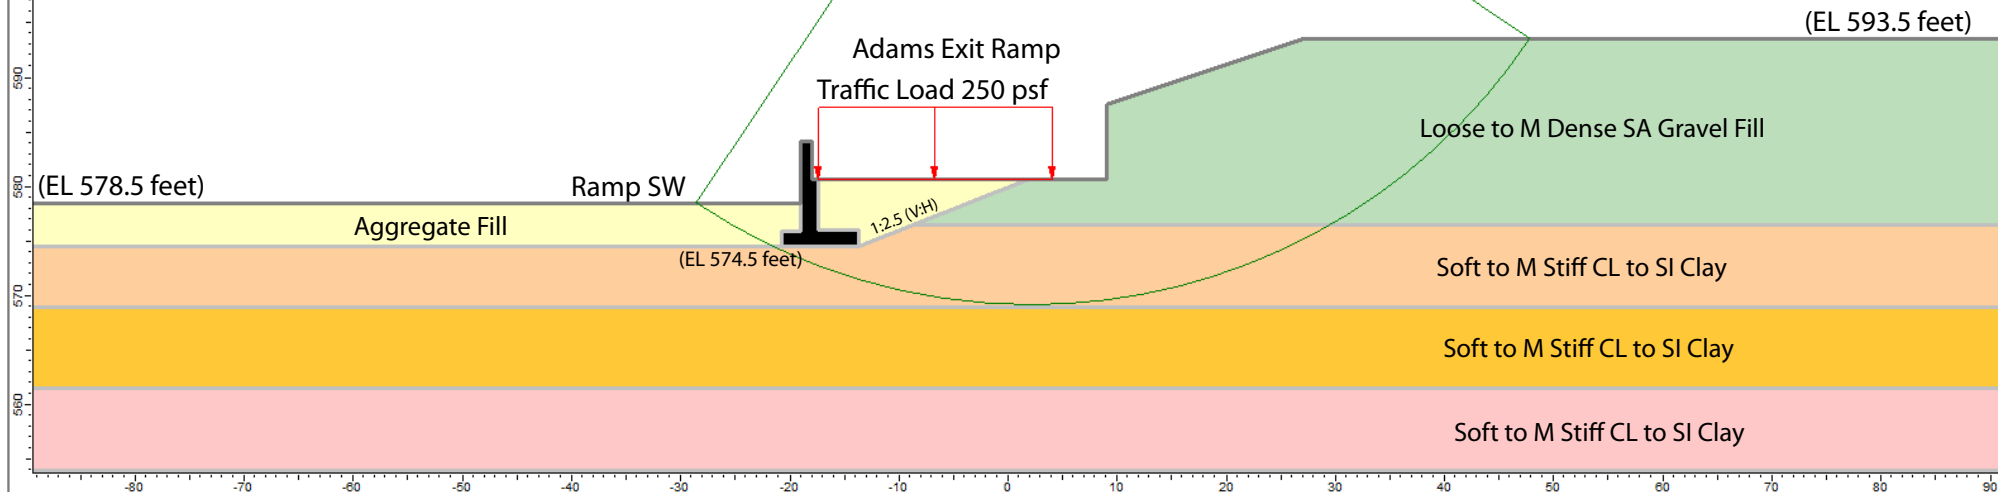 (EL 593.5 feet)
Adams Exit Ramp
Traffic Load 250 psf
Loose to M Dense SA Gravel Fill
(EL 578.5 feet)
Ramp SW
Aggregate Fill
1:2.5 (V:H)
(EL 574.5 feet)
Soft to M Stiff CL to SI Clay
Soft to M Stiff CL to SI Clay
Soft to M Stiff CL to SI Clay
590
580
570
560
-80 -70 -60 -50 -40 -30 -20 -10 0 10 20 30 40 50 60 70 80 90